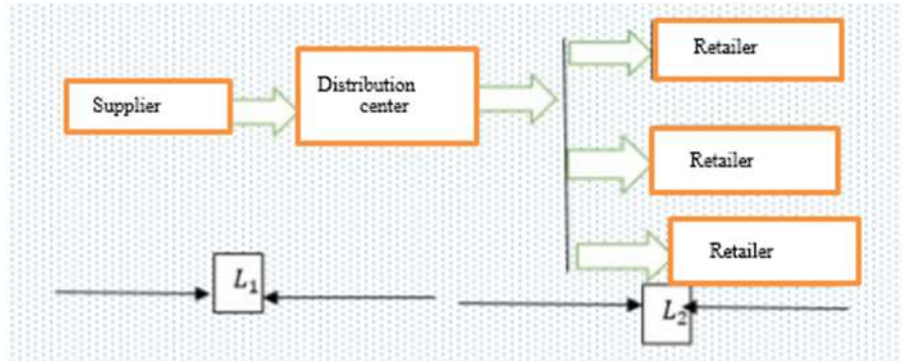 Retailer
Distribution
center
Supplier
Retailer
Retailer
L₁
L₂